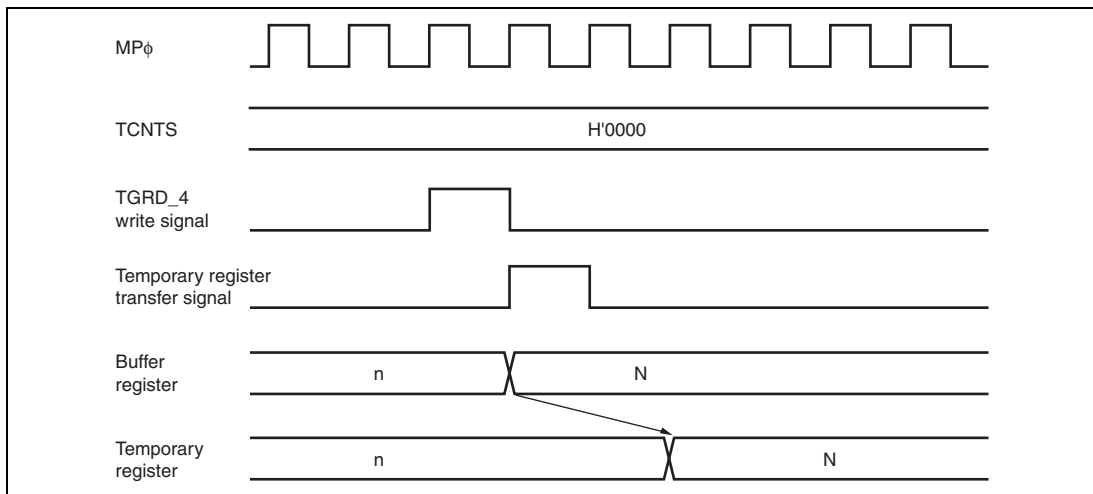 MPφ
TCNTS
H'0000
TGRD_4
write signal
Temporary register
transfer signal
Buffer
register
n
N
Temporary
register
n
N